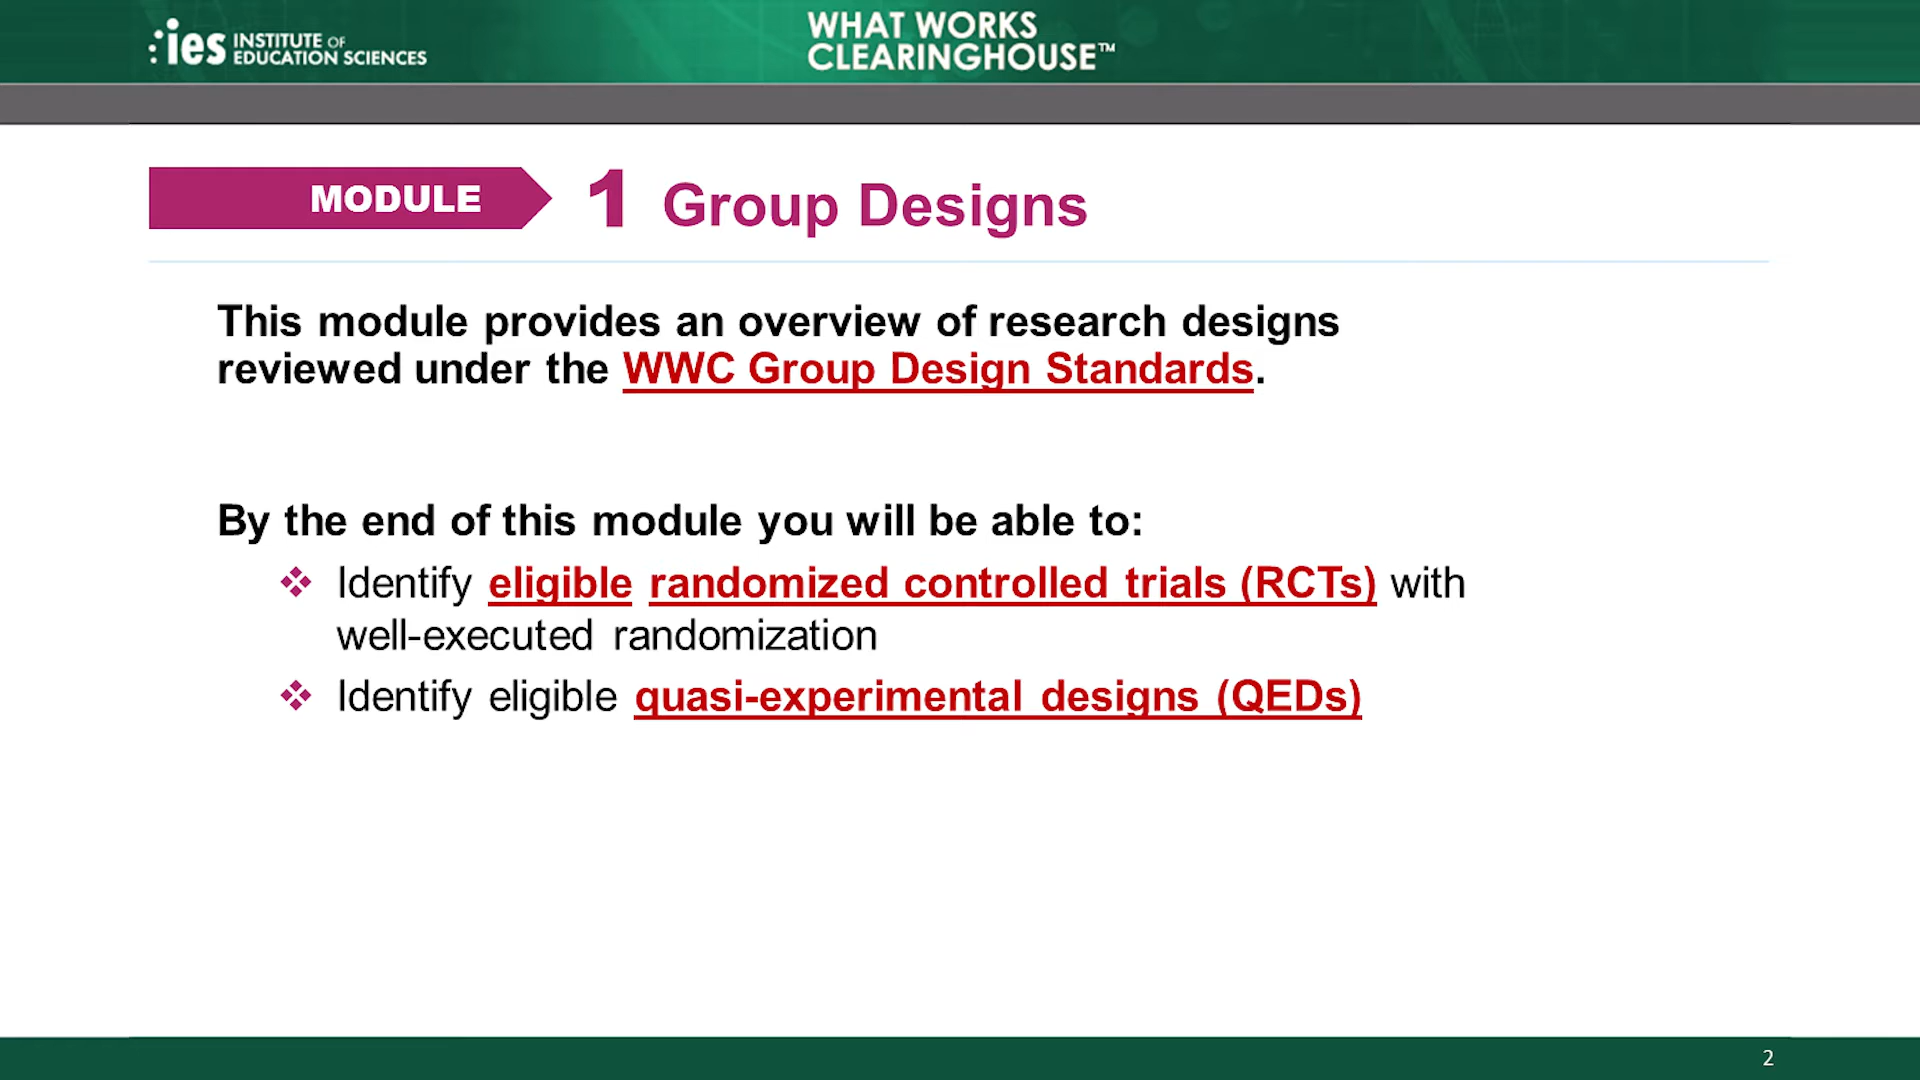 ies INSTITUTE OF
EDUCATION SCIENCES
WHAT WORKS
CLEARINGHOUSE™
MODULE 1 Group Designs
This module provides an overview of research designs
reviewed under the WWC Group Design Standards.
By the end of this module you will be able to:
❖ Identify eligible randomized controlled trials (RCTs) with
well-executed randomization
❖ Identify eligible quasi-experimental designs (QEDs)
2